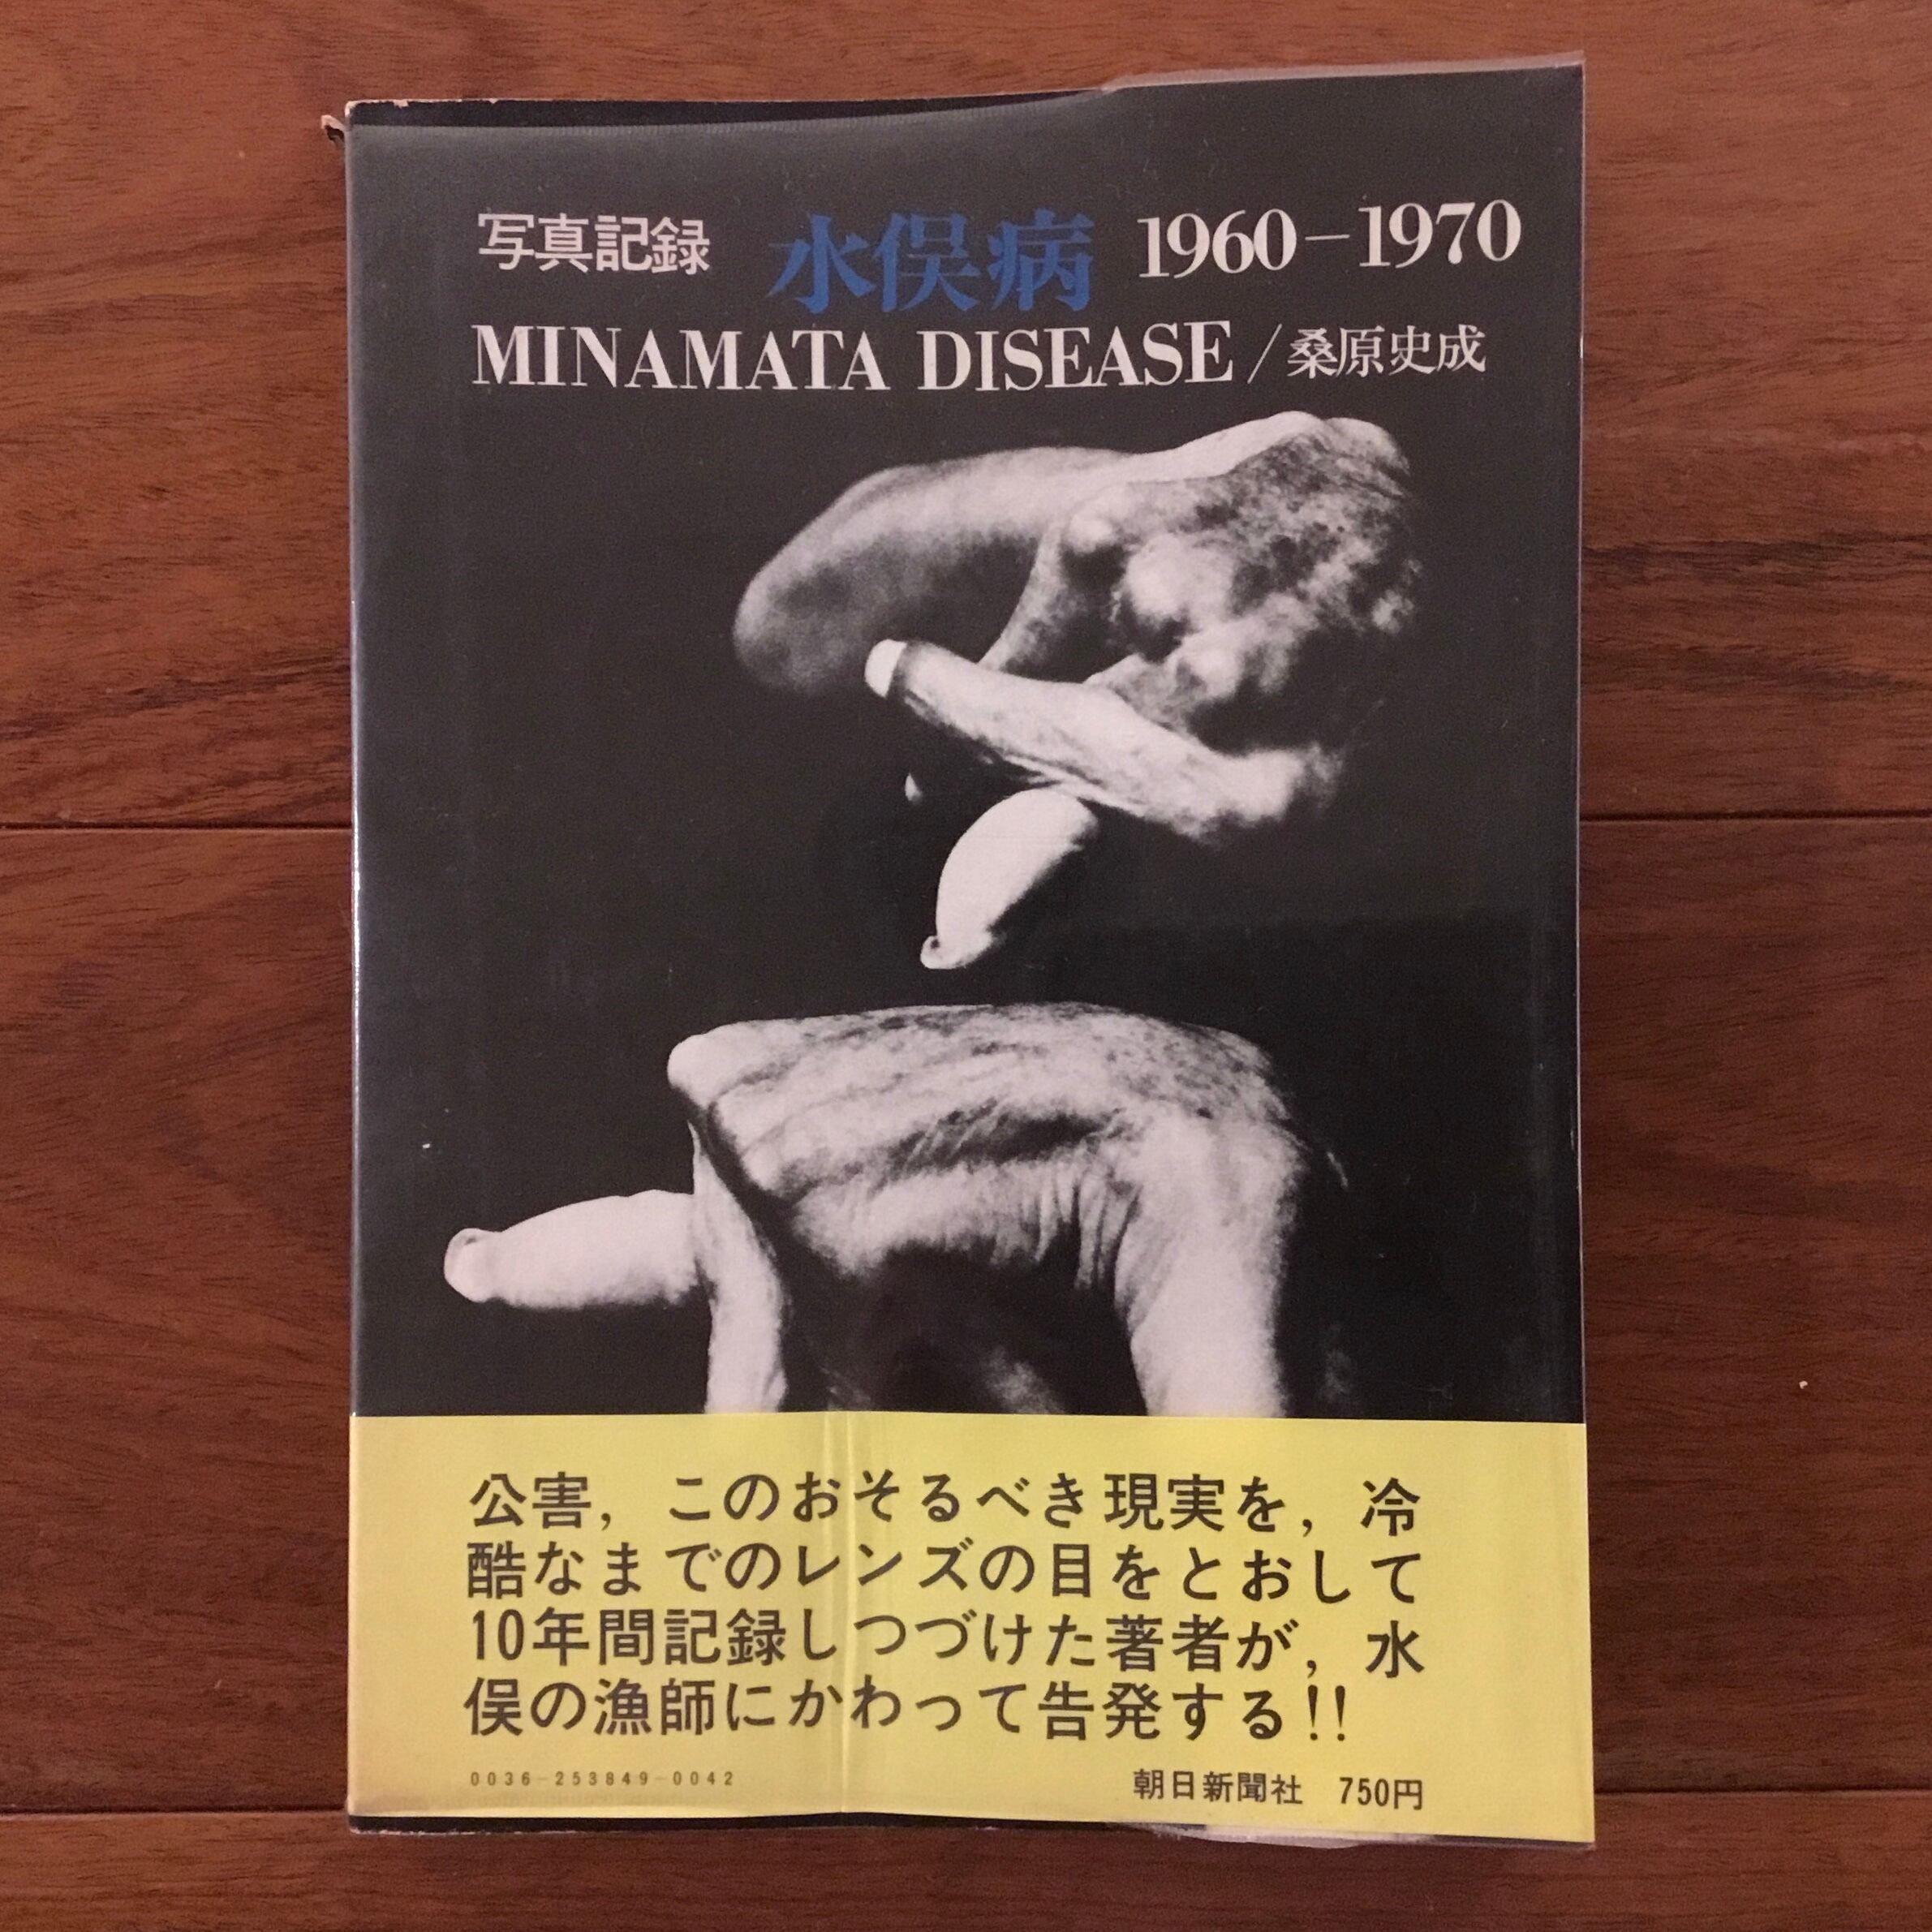 写真記録 水俣病 1960-1970
MINAMATA DISEASE / 桑原史成
公害, このおそるべき現実を, 冷
酷なまでのレンズの目をとおして
10年間記録しつづけた著者が, 水
俣の漁師にかわって告発する!!
0036-253849-0042 朝日新聞社 750円